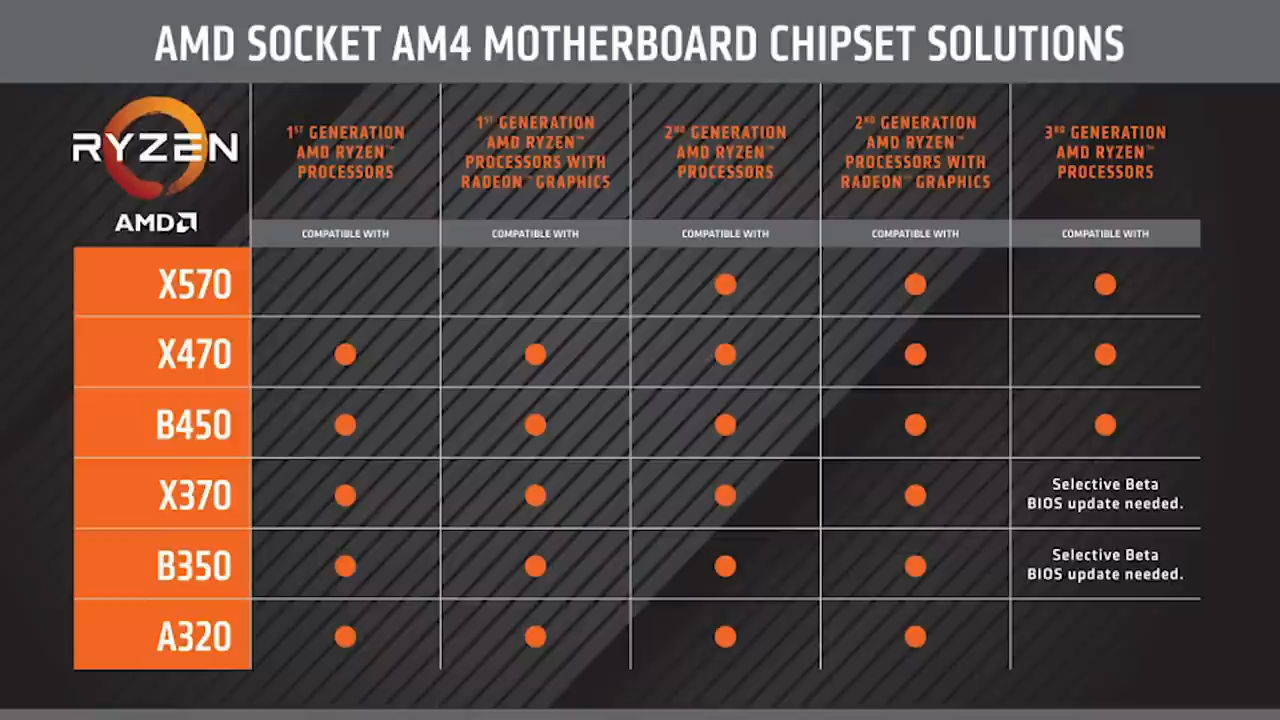 AMD SOCKET AM4 MOTHERBOARD CHIPSET SOLUTIONS
RYZEN
AMD
1ST GENERATION
AMD RYZEN™
PROCESSORS
1ST GENERATION
AMD RYZEN™
PROCESSORS WITH
RADEON™ GRAPHICS
2ND GENERATION
AMD RYZEN™
PROCESSORS
2ND GENERATION
AMD RYZEN™
PROCESSORS WITH
RADEON™ GRAPHICS
3RD GENERATION
AMD RYZEN™
PROCESSORS
COMPATIBLE WITH
COMPATIBLE WITH
COMPATIBLE WITH
COMPATIBLE WITH
COMPATIBLE WITH
X570
X470
B450
X370
Selective Beta
BIOS update needed.
B350
Selective Beta
BIOS update needed.
A320